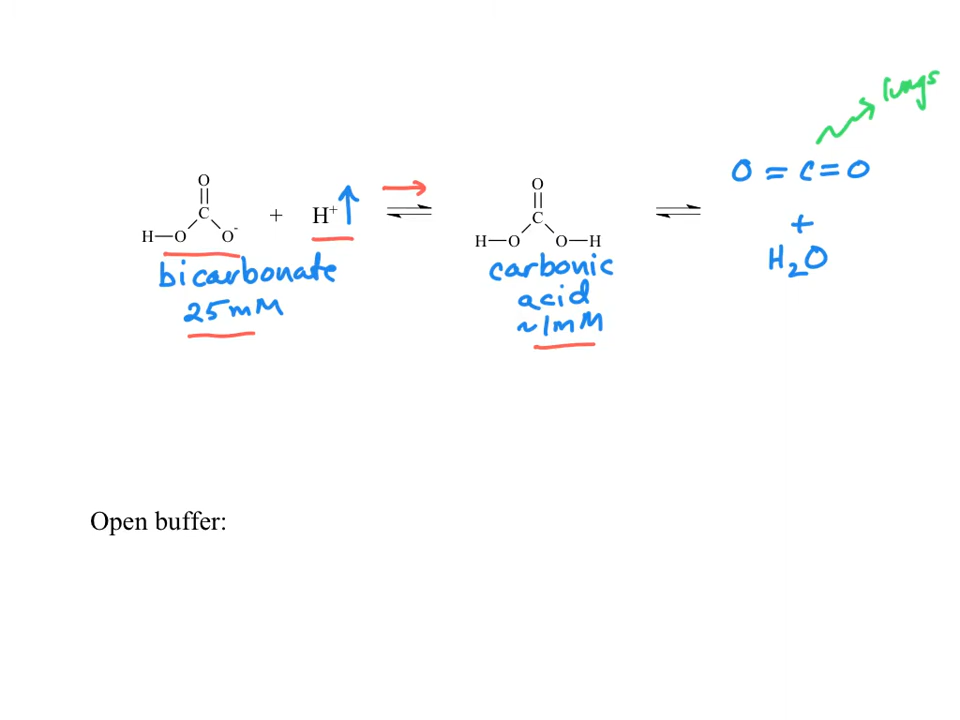 lungs
O = C = O
O
C
H—O
O-
+
H+
O
C
H—O
O—H
+
H2O
bicarbonate
25mM
carbonic
acid
~1mM
Open buffer: